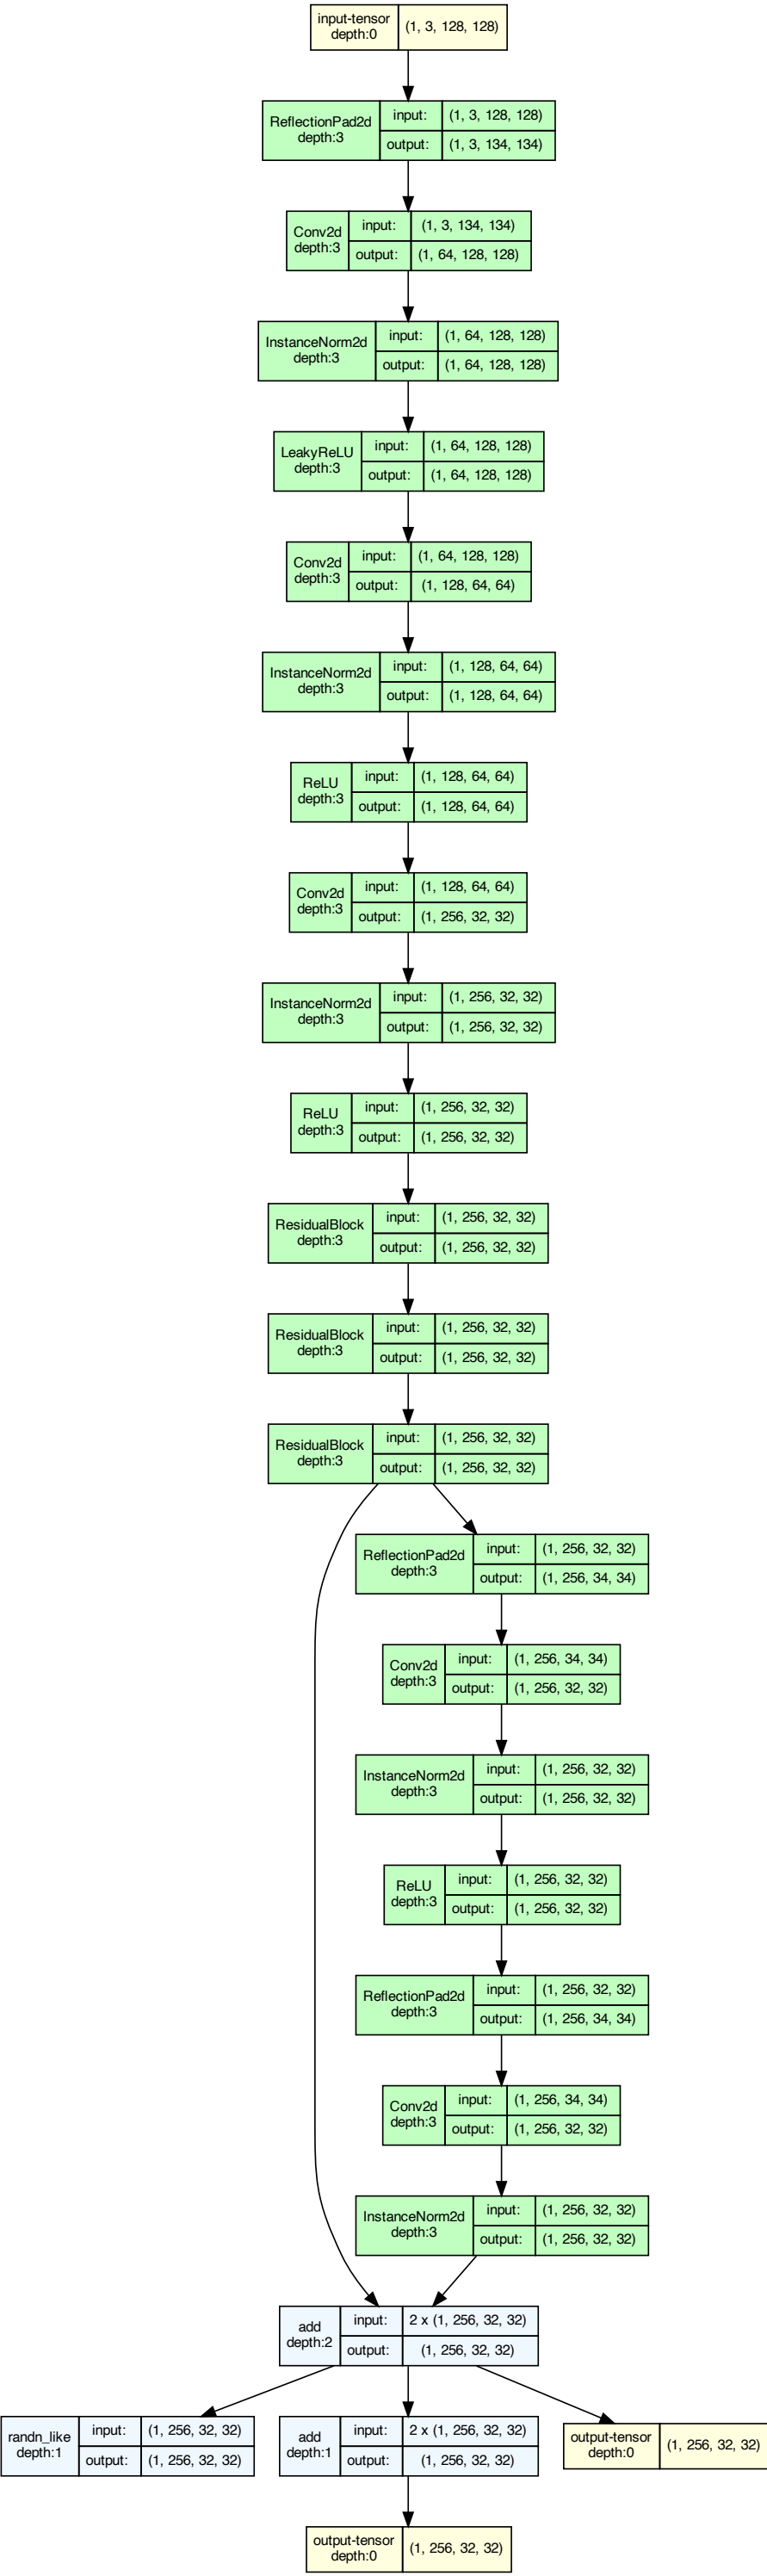 input-tensor
depth:0
(1, 3, 128, 128)
ReflectionPad2d
depth:3
input:
(1, 3, 128, 128)
output:
(1, 3, 134, 134)
Conv2d
depth:3
input:
(1, 3, 134, 134)
output:
(1, 64, 128, 128)
InstanceNorm2d
depth:3
input:
(1, 64, 128, 128)
output:
(1, 64, 128, 128)
LeakyReLU
depth:3
input:
(1, 64, 128, 128)
output:
(1, 64, 128, 128)
Conv2d
depth:3
input:
(1, 64, 128, 128)
output:
(1, 128, 64, 64)
InstanceNorm2d
depth:3
input:
(1, 128, 64, 64)
output:
(1, 128, 64, 64)
ReLU
depth:3
input:
(1, 128, 64, 64)
output:
(1, 128, 64, 64)
Conv2d
depth:3
input:
(1, 128, 64, 64)
output:
(1, 256, 32, 32)
InstanceNorm2d
depth:3
input:
(1, 256, 32, 32)
output:
(1, 256, 32, 32)
ReLU
depth:3
input:
(1, 256, 32, 32)
output:
(1, 256, 32, 32)
ResidualBlock
depth:3
input:
(1, 256, 32, 32)
output:
(1, 256, 32, 32)
ResidualBlock
depth:3
input:
(1, 256, 32, 32)
output:
(1, 256, 32, 32)
ResidualBlock
depth:3
input:
(1, 256, 32, 32)
output:
(1, 256, 32, 32)
ReflectionPad2d
depth:3
input:
(1, 256, 32, 32)
output:
(1, 256, 34, 34)
Conv2d
depth:3
input:
(1, 256, 34, 34)
output:
(1, 256, 32, 32)
InstanceNorm2d
depth:3
input:
(1, 256, 32, 32)
output:
(1, 256, 32, 32)
ReLU
depth:3
input:
(1, 256, 32, 32)
output:
(1, 256, 32, 32)
ReflectionPad2d
depth:3
input:
(1, 256, 32, 32)
output:
(1, 256, 34, 34)
Conv2d
depth:3
input:
(1, 256, 34, 34)
output:
(1, 256, 32, 32)
InstanceNorm2d
depth:3
input:
(1, 256, 32, 32)
output:
(1, 256, 32, 32)
add
depth:2
input:
2 x (1, 256, 32, 32)
output:
(1, 256, 32, 32)
randn_like
depth:1
input:
(1, 256, 32, 32)
output:
(1, 256, 32, 32)
add
depth:1
input:
2 x (1, 256, 32, 32)
output:
(1, 256, 32, 32)
output-tensor
depth:0
(1, 256, 32, 32)
output-tensor
depth:0
(1, 256, 32, 32)